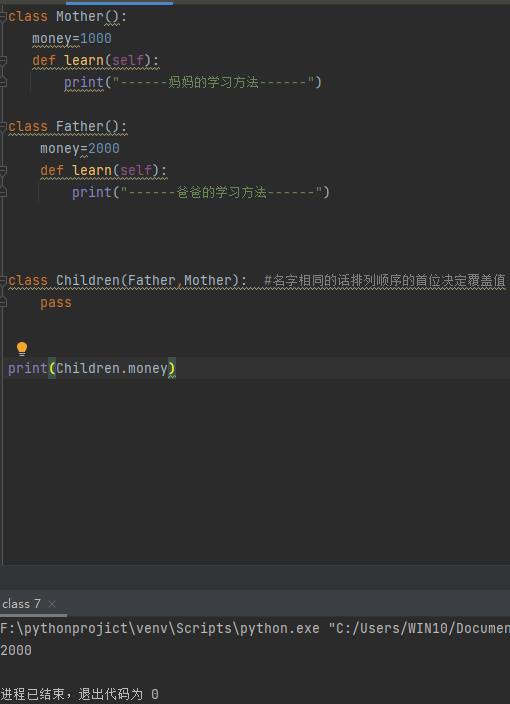 class Mother():
money=1000
def learn(self):
print("------妈妈的学习方法------")
class Father():
money=2000
def learn(self):
print("------爸爸的学习方法------")
class Children(Father,Mother):  #名字相同的话排列顺序的首位决定覆盖值
pass
print(Children.money)
class 7 ×
F:\pythonprojict\venv\Scripts\python.exe "C:/Users/WIN10/Documen
2000
进程已结束，退出代码为 0